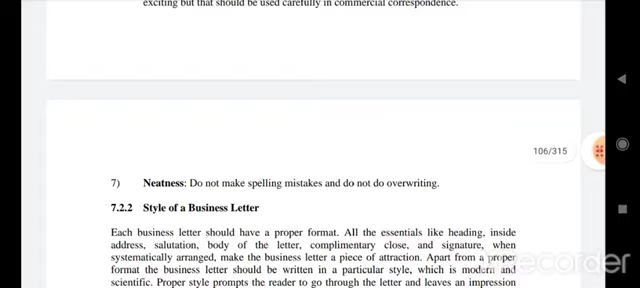 exciting but that should be used carefully in commercial correspondence.
106/315
7) Neatness: Do not make spelling mistakes and do not do overwriting.
7.2.2 Style of a Business Letter
Each business letter should have a proper format. All the essentials like heading, inside
address, salutation, body of the letter, complimentary close, and signature, when
systematically arranged, make the business letter a piece of attraction. Apart from a proper
format the business letter should be written in a particular style, which is modern and
scientific. Proper style prompts the reader to go through the letter and leaves an impression